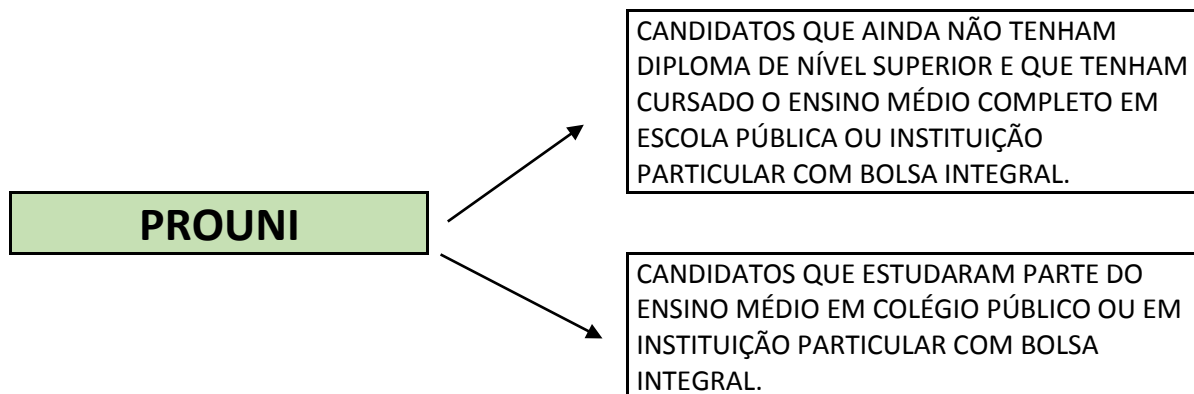 CANDIDATOS QUE AINDA NÃO TENHAM
DIPLOMA DE NÍVEL SUPERIOR E QUE TENHAM
CURSADO O ENSINO MÉDIO COMPLETO EM
ESCOLA PÚBLICA OU INSTITUIÇÃO
PARTICULAR COM BOLSA INTEGRAL.
PROUNI
CANDIDATOS QUE ESTUDARAM PARTE DO
ENSINO MÉDIO EM COLÉGIO PÚBLICO OU EM
INSTITUIÇÃO PARTICULAR COM BOLSA
INTEGRAL.